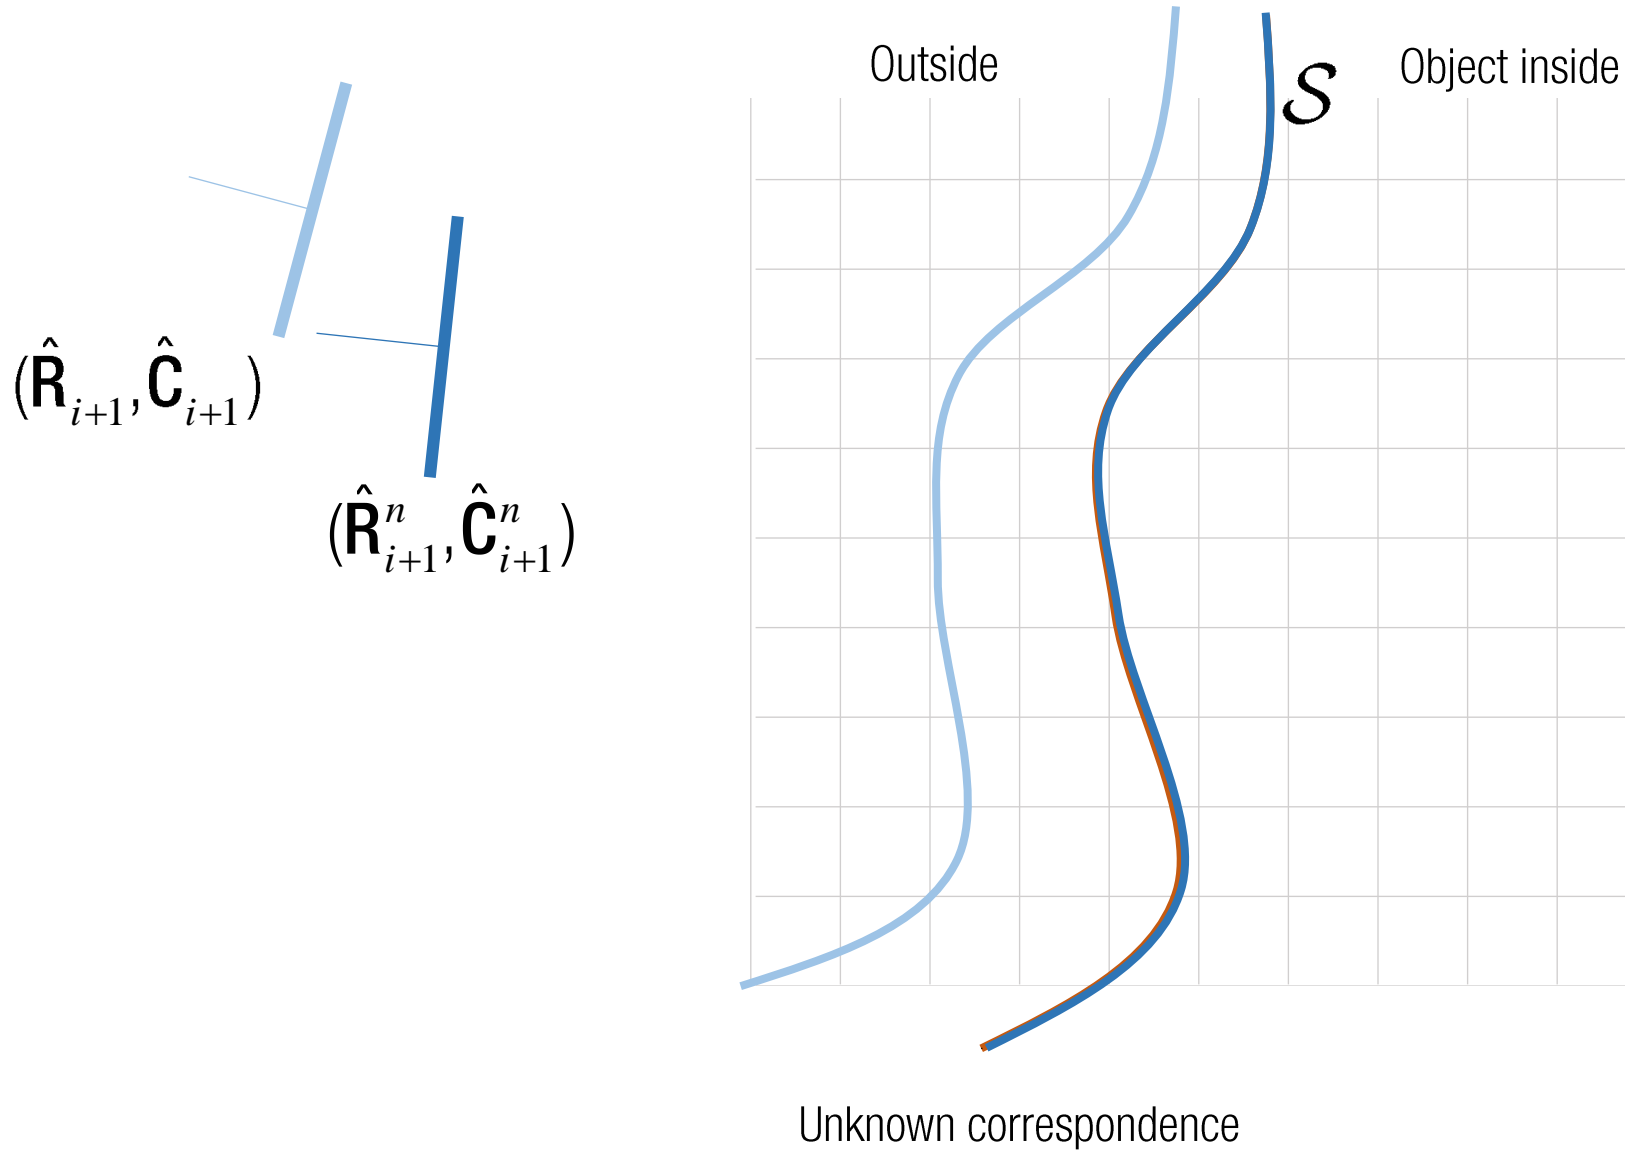 Outside
Object inside
𝒮
(R̂ᵢ₊₁, Ĉᵢ₊₁)
(R̂ⁿᵢ₊₁, Ĉⁿᵢ₊₁)
Unknown correspondence